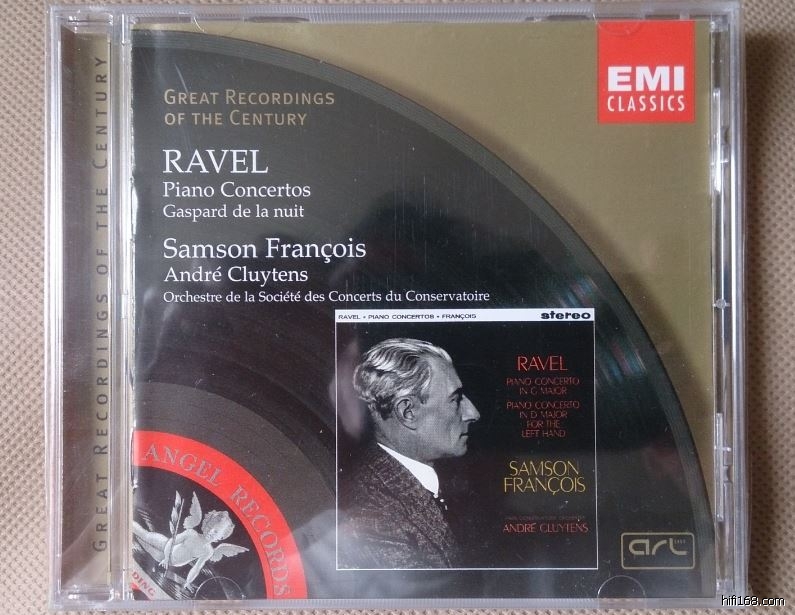 GREAT RECORDINGS OF THE CENTURY
GREAT RECORDINGS
OF THE CENTURY
EMI
CLASSICS
RAVEL
Piano Concertos
Gaspard de la nuit
Samson François
André Cluytens
Orchestre de la Société des Concerts du Conservatoire
RAVEL • PIANO CONCERTOS • FRANÇOIS
stereo
RAVEL
PIANO CONCERTO
IN G MAJOR
PIANO CONCERTO
IN D MAJOR
FOR THE
LEFT HAND
SAMSON
FRANÇOIS
ANDRÉ CLUYTENS
ANGEL RECORDS
DING
art
hifi168.com